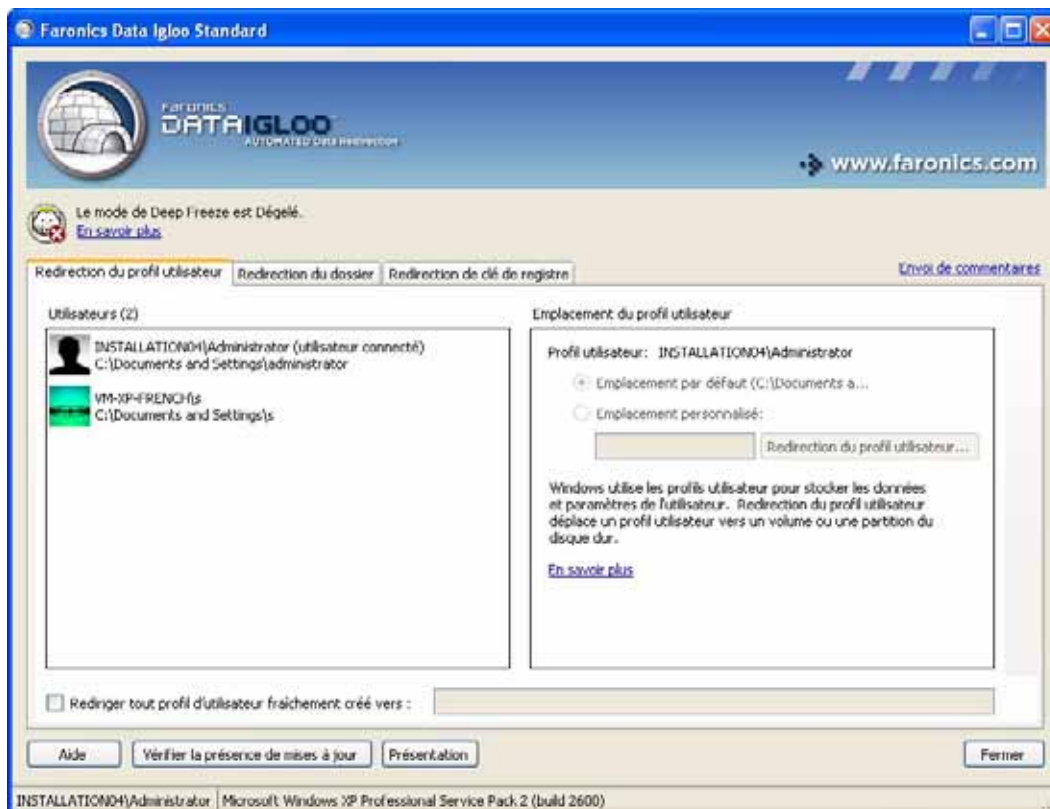 Faronics Data Igloo Standard
Faronics
DATAIGLOO
AUTOMATED Data Redirection
www.faronics.com
Le mode de Deep Freeze est Dégelé.
En savoir plus
Redirection du profil utilisateur
Redirection du dossier
Redirection de clé de registre
Envoi de commentaires
Utilisateurs (2)
INSTALLATION04\Administrator (utilisateur connecté)
C:\Documents and Settings\administrator
VM-XP-FRENCH\s
C:\Documents and Settings\s
Emplacement du profil utilisateur
Profil utilisateur: INSTALLATION04\Administrator
Emplacement par défaut (C:\Documents a...
Emplacement personnalisé:
Redirection du profil utilisateur...
Windows utilise les profils utilisateur pour stocker les données
et paramètres de l'utilisateur. Redirection du profil utilisateur
déplace un profil utilisateur vers un volume ou une partition du
disque dur.
En savoir plus
Rediriger tout profil d'utilisateur fraîchement créé vers :
Aide
Vérifier la présence de mises à jour
Présentation
Fermer
INSTALLATION04\Administrator
Microsoft Windows XP Professional Service Pack 2 (build 2600)